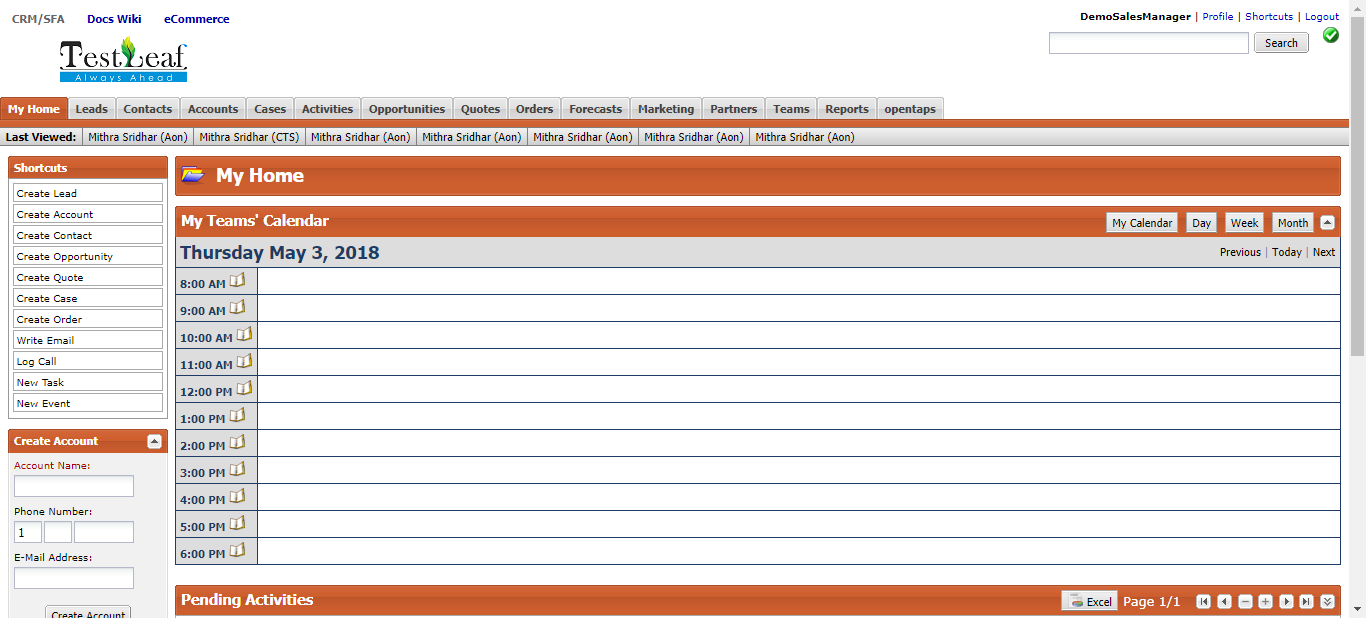 CRM/SFA Docs Wiki eCommerce
DemoSalesManager | Profile | Shortcuts | Logout
Search
TestLeaf
Always Ahead
My Home Leads Contacts Accounts Cases Activities Opportunities Quotes Orders Forecasts Marketing Partners Teams Reports opentaps
Last Viewed: Mithra Sridhar (Aon) Mithra Sridhar (CTS) Mithra Sridhar (Aon) Mithra Sridhar (Aon) Mithra Sridhar (Aon) Mithra Sridhar (Aon) Mithra Sridhar (Aon)
Shortcuts
Create Lead
Create Account
Create Contact
Create Opportunity
Create Quote
Create Case
Create Order
Write Email
Log Call
New Task
New Event
Create Account
Account Name:
Phone Number:
1
E-Mail Address:
Create Account
My Home
My Teams' Calendar
My Calendar Day Week Month
Thursday May 3, 2018
Previous | Today | Next
8:00 AM
9:00 AM
10:00 AM
11:00 AM
12:00 PM
1:00 PM
2:00 PM
3:00 PM
4:00 PM
5:00 PM
6:00 PM
Pending Activities
Excel Page 1/1